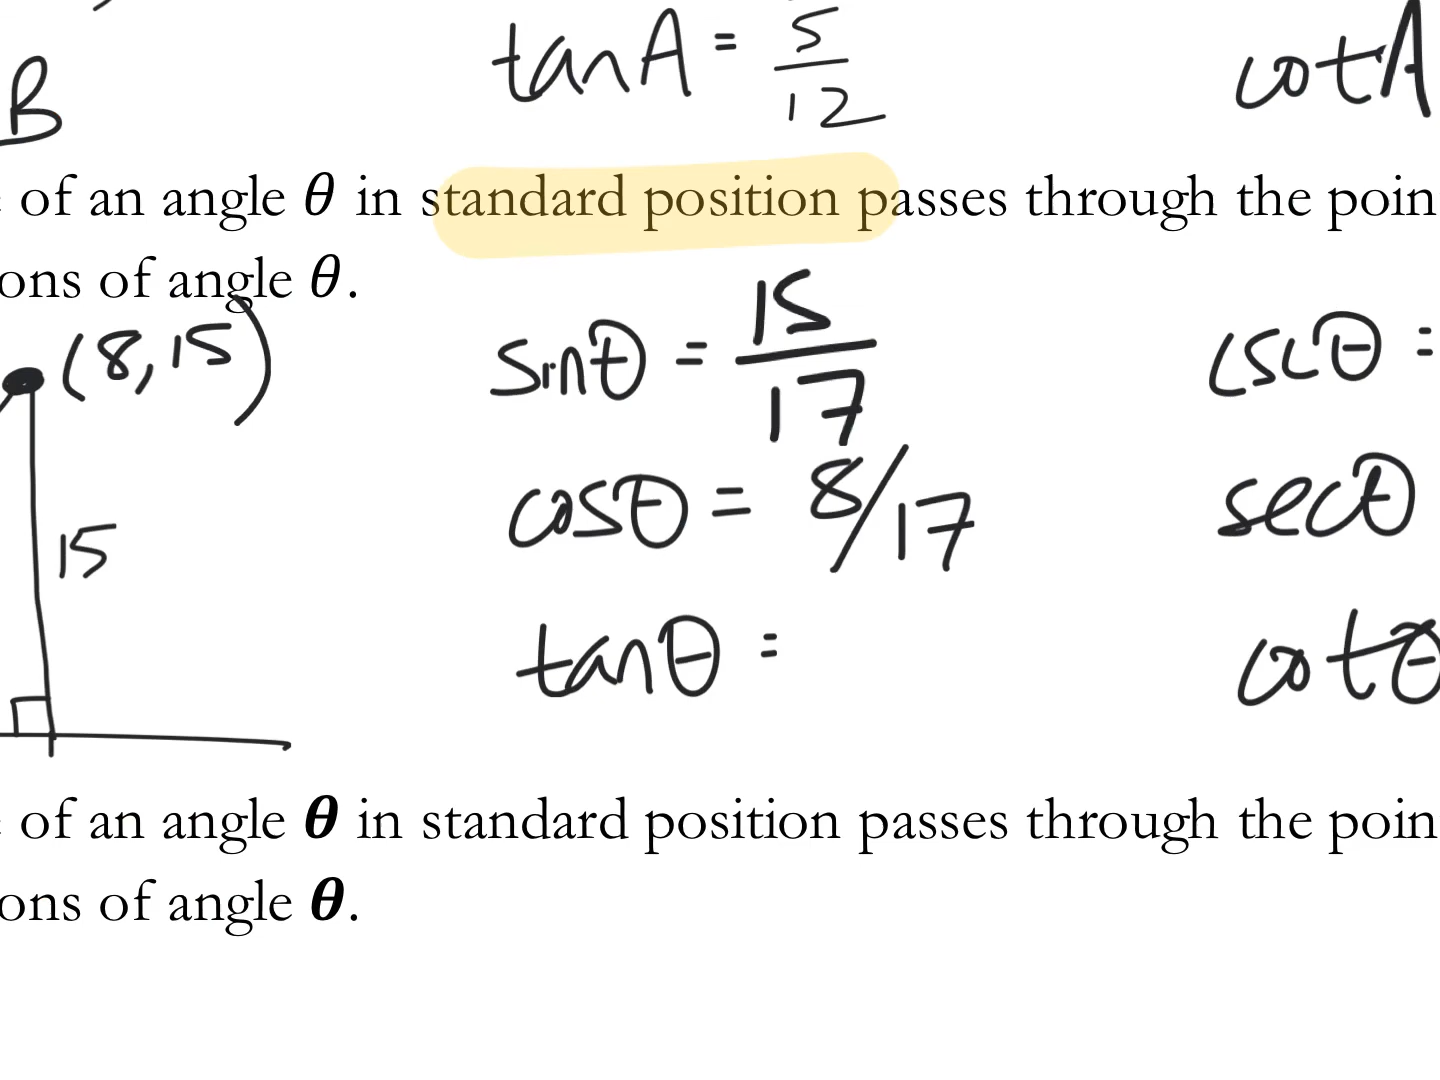 tanA = 5/12 cotA
B
of an angle θ in standard position passes through the poin
ons of angle θ.
(8,15) sinθ = 15/17 cscθ =
cosθ = 8/17 secθ
15
tanθ = cotθ
of an angle θ in standard position passes through the poin
ons of angle θ.